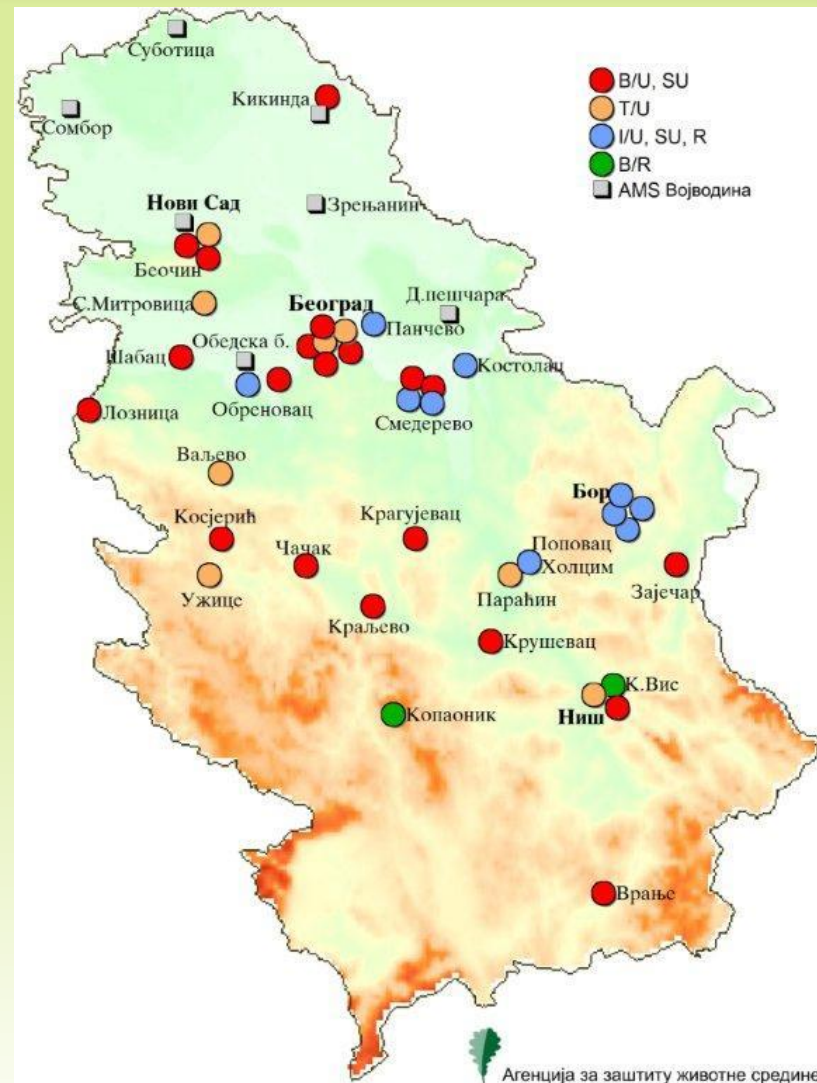 Суботица
Кикинда
Сомбор
B/U, SU
T/U
I/U, SU, R
B/R
AMS Војводина
Нови Сад
Зрењанин
Беочин
С.Митровица
Београд
Д.пешчара
Панчево
Обедска б.
Шабац
Костолац
Обреновац
Лозница
Смедерево
Ваљево
Бор
Косјерић
Крагујевац
Чачак
Поповац
Холцим
Ужице
Параћин
Зајечар
Краљево
Крушевац
К.Вис
Копаоник
Ниш
Врање
Агенција за заштиту животне средине